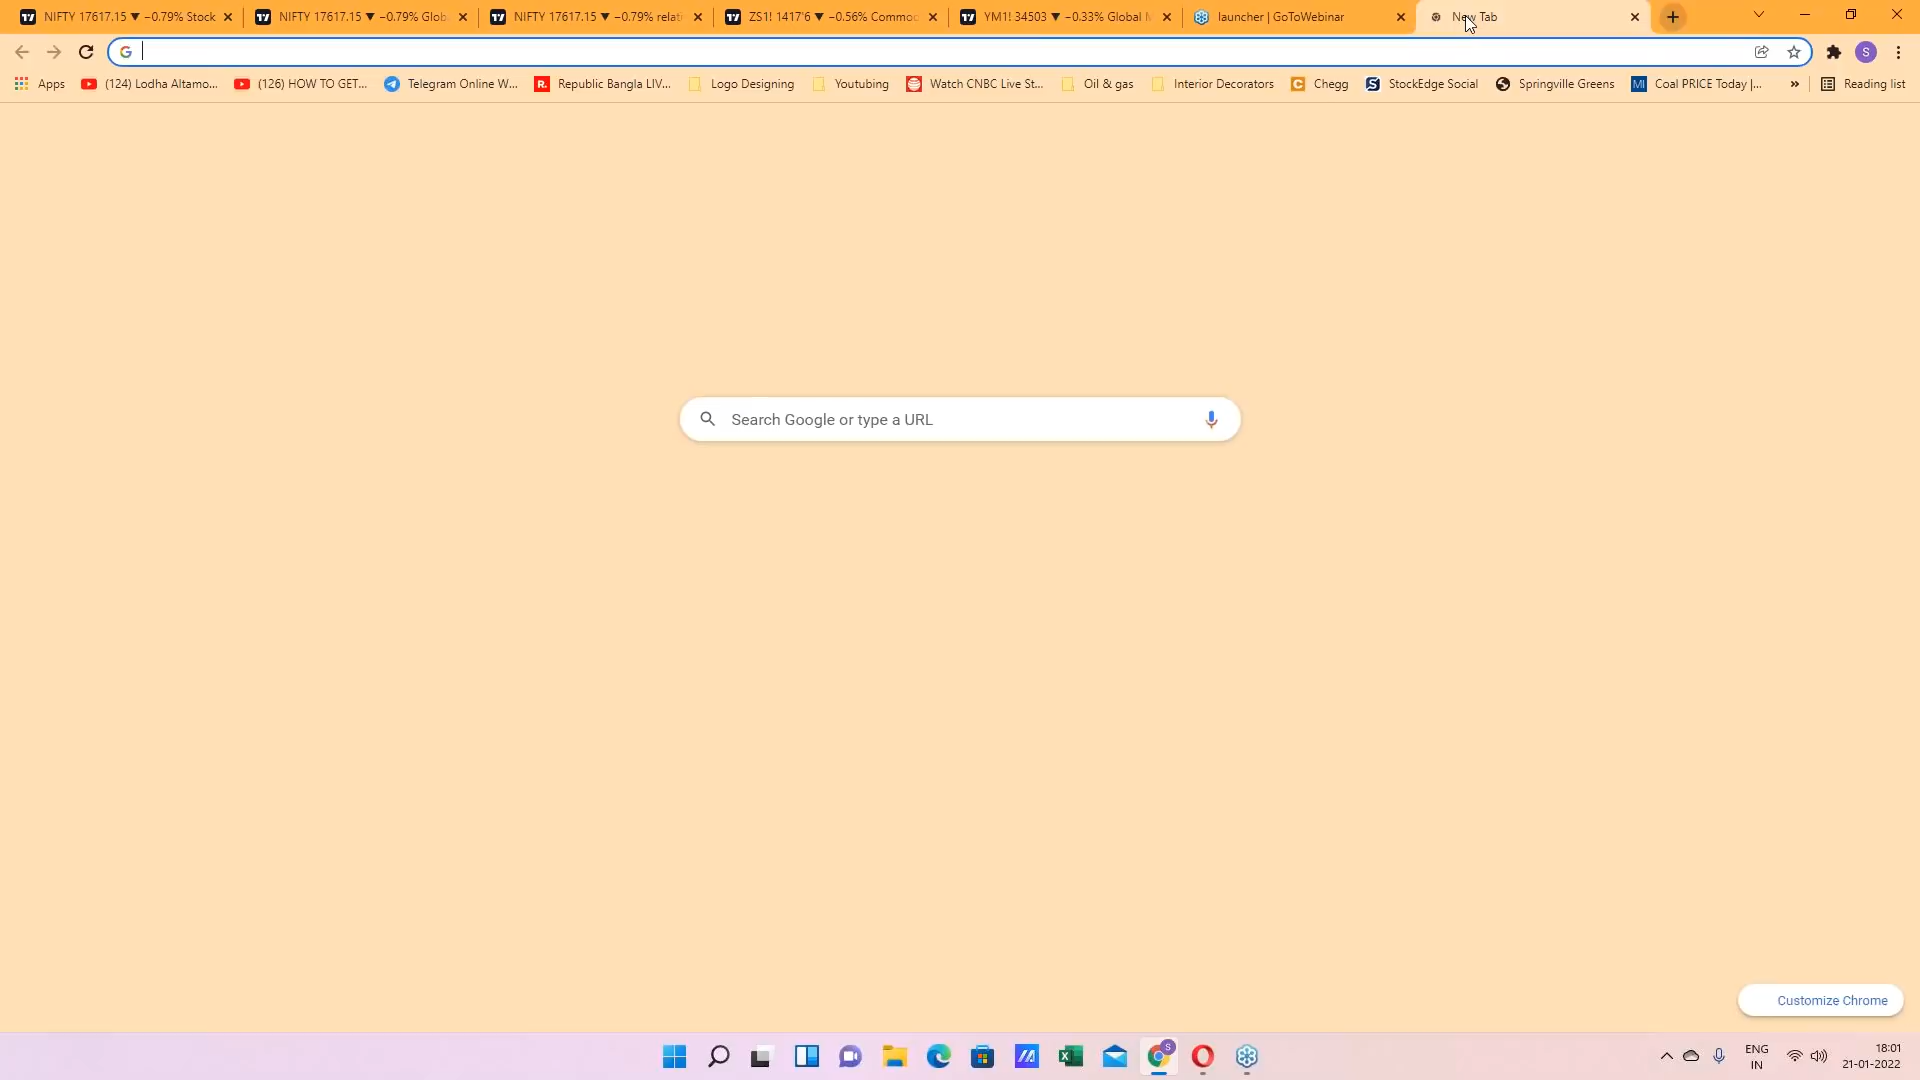 NIFTY 17617.15 ▼ −0.79% Stock
NIFTY 17617.15 ▼ −0.79% Glob
NIFTY 17617.15 ▼ −0.79% relati
ZS1! 1417'6 ▼ −0.56% Commod
YM1! 34503 ▼ −0.33% Global M
launcher | GoToWebinar
New Tab
Apps
(124) Lodha Altamo...
(126) HOW TO GET...
Telegram Online W...
Republic Bangla LIV...
Logo Designing
Youtubing
Watch CNBC Live St...
Oil & gas
Interior Decorators
Chegg
StockEdge Social
Springville Greens
Coal PRICE Today |...
»
Reading list
Search Google or type a URL
Customize Chrome
ENG
IN
18:01
21-01-2022